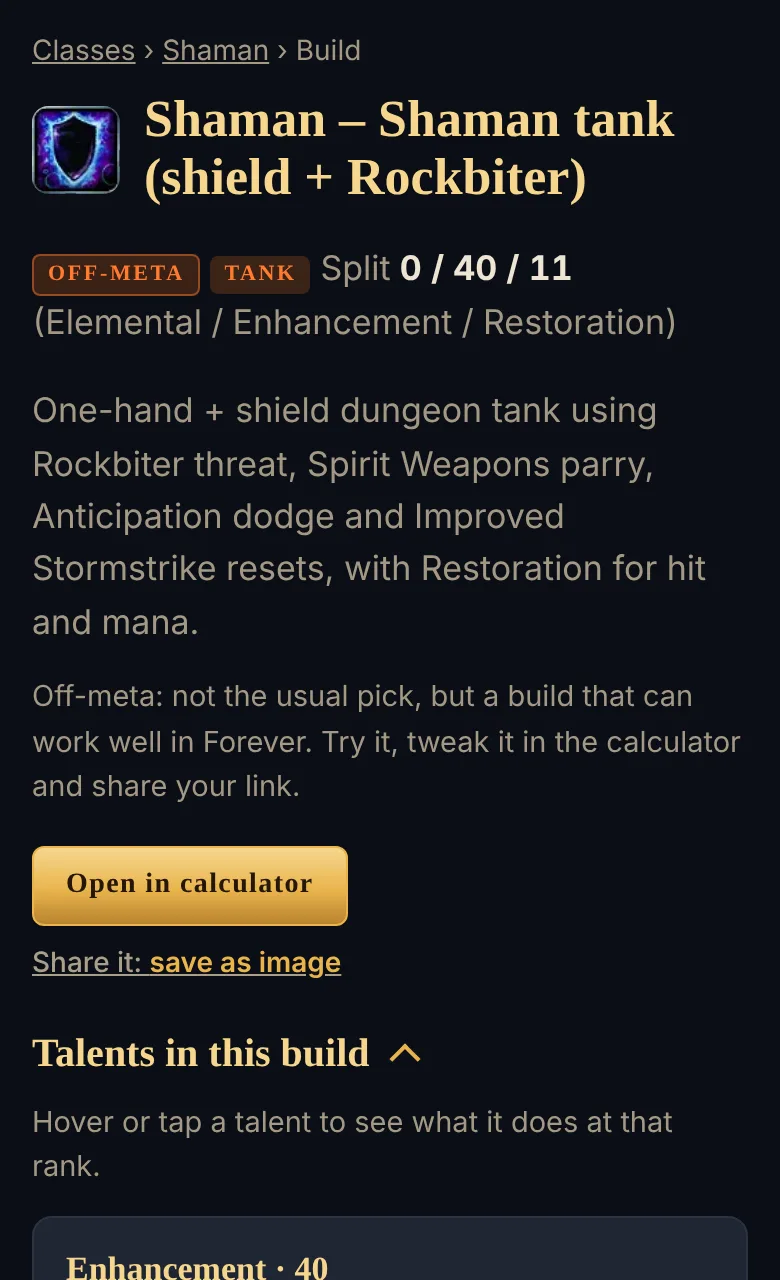 Classes › Shaman › Build
Shaman – Shaman tank
(shield + Rockbiter)
OFF-META TANK Split 0 / 40 / 11
(Elemental / Enhancement / Restoration)
One-hand + shield dungeon tank using
Rockbiter threat, Spirit Weapons parry,
Anticipation dodge and Improved
Stormstrike resets, with Restoration for hit
and mana.
Off-meta: not the usual pick, but a build that can
work well in Forever. Try it, tweak it in the calculator
and share your link.
Open in calculator
Share it: save as image
Talents in this build
Hover or tap a talent to see what it does at that
rank.
Enhancement · 40